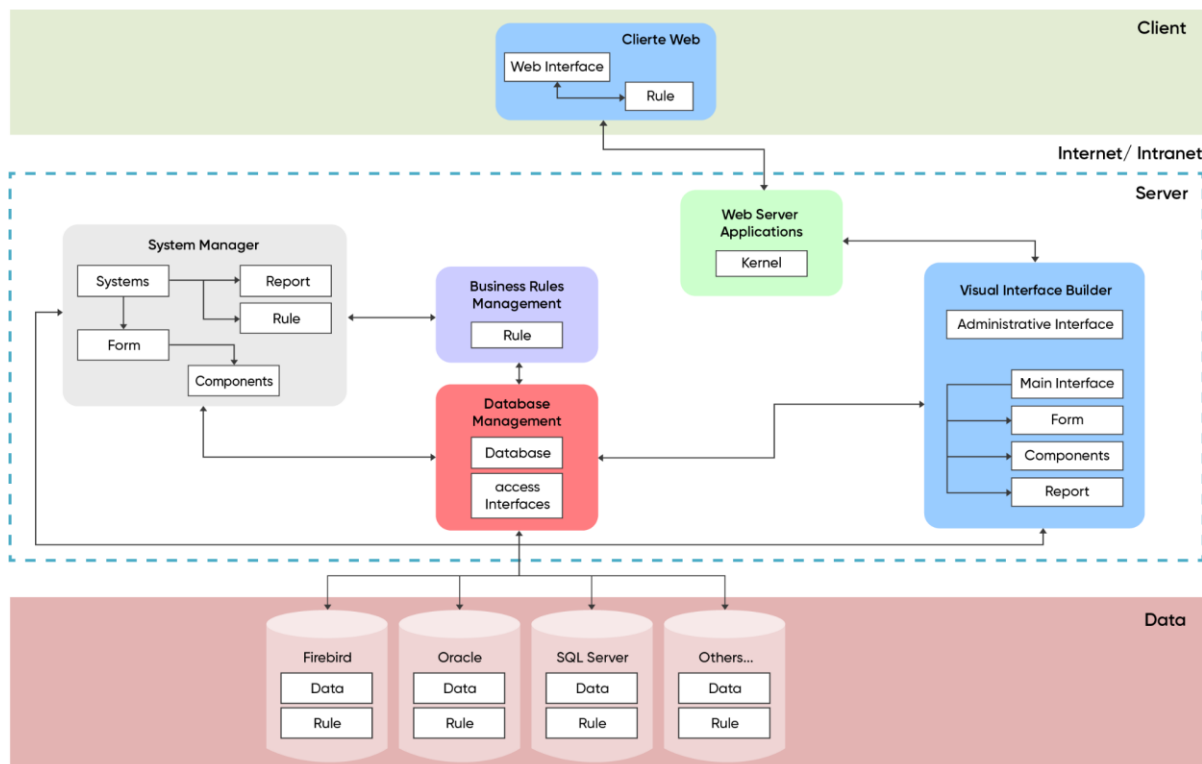 Client
Clierte Web
Web Interface
Rule
Internet/ Intranet
Server
Web Server
Applications
Kernel
System Manager
Systems
Report
Rule
Form
Components
Business Rules
Management
Rule
Visual Interface Builder
Administrative Interface
Main Interface
Form
Components
Report
Database
Management
Database
access
Interfaces
Data
Firebird
Data
Rule
Oracle
Data
Rule
SQL Server
Data
Rule
Others...
Data
Rule